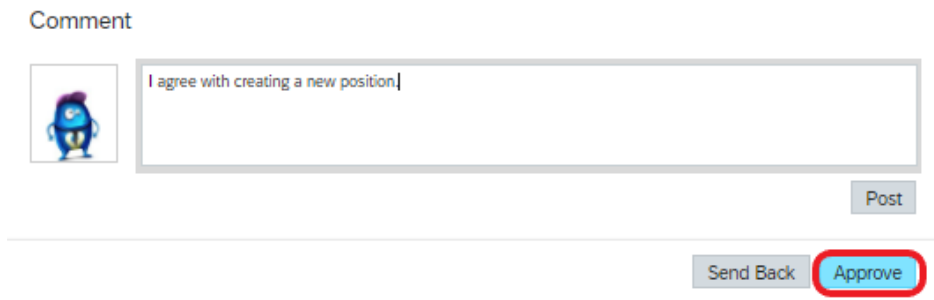 Comment
I agree with creating a new position.
Post
Send Back
Approve